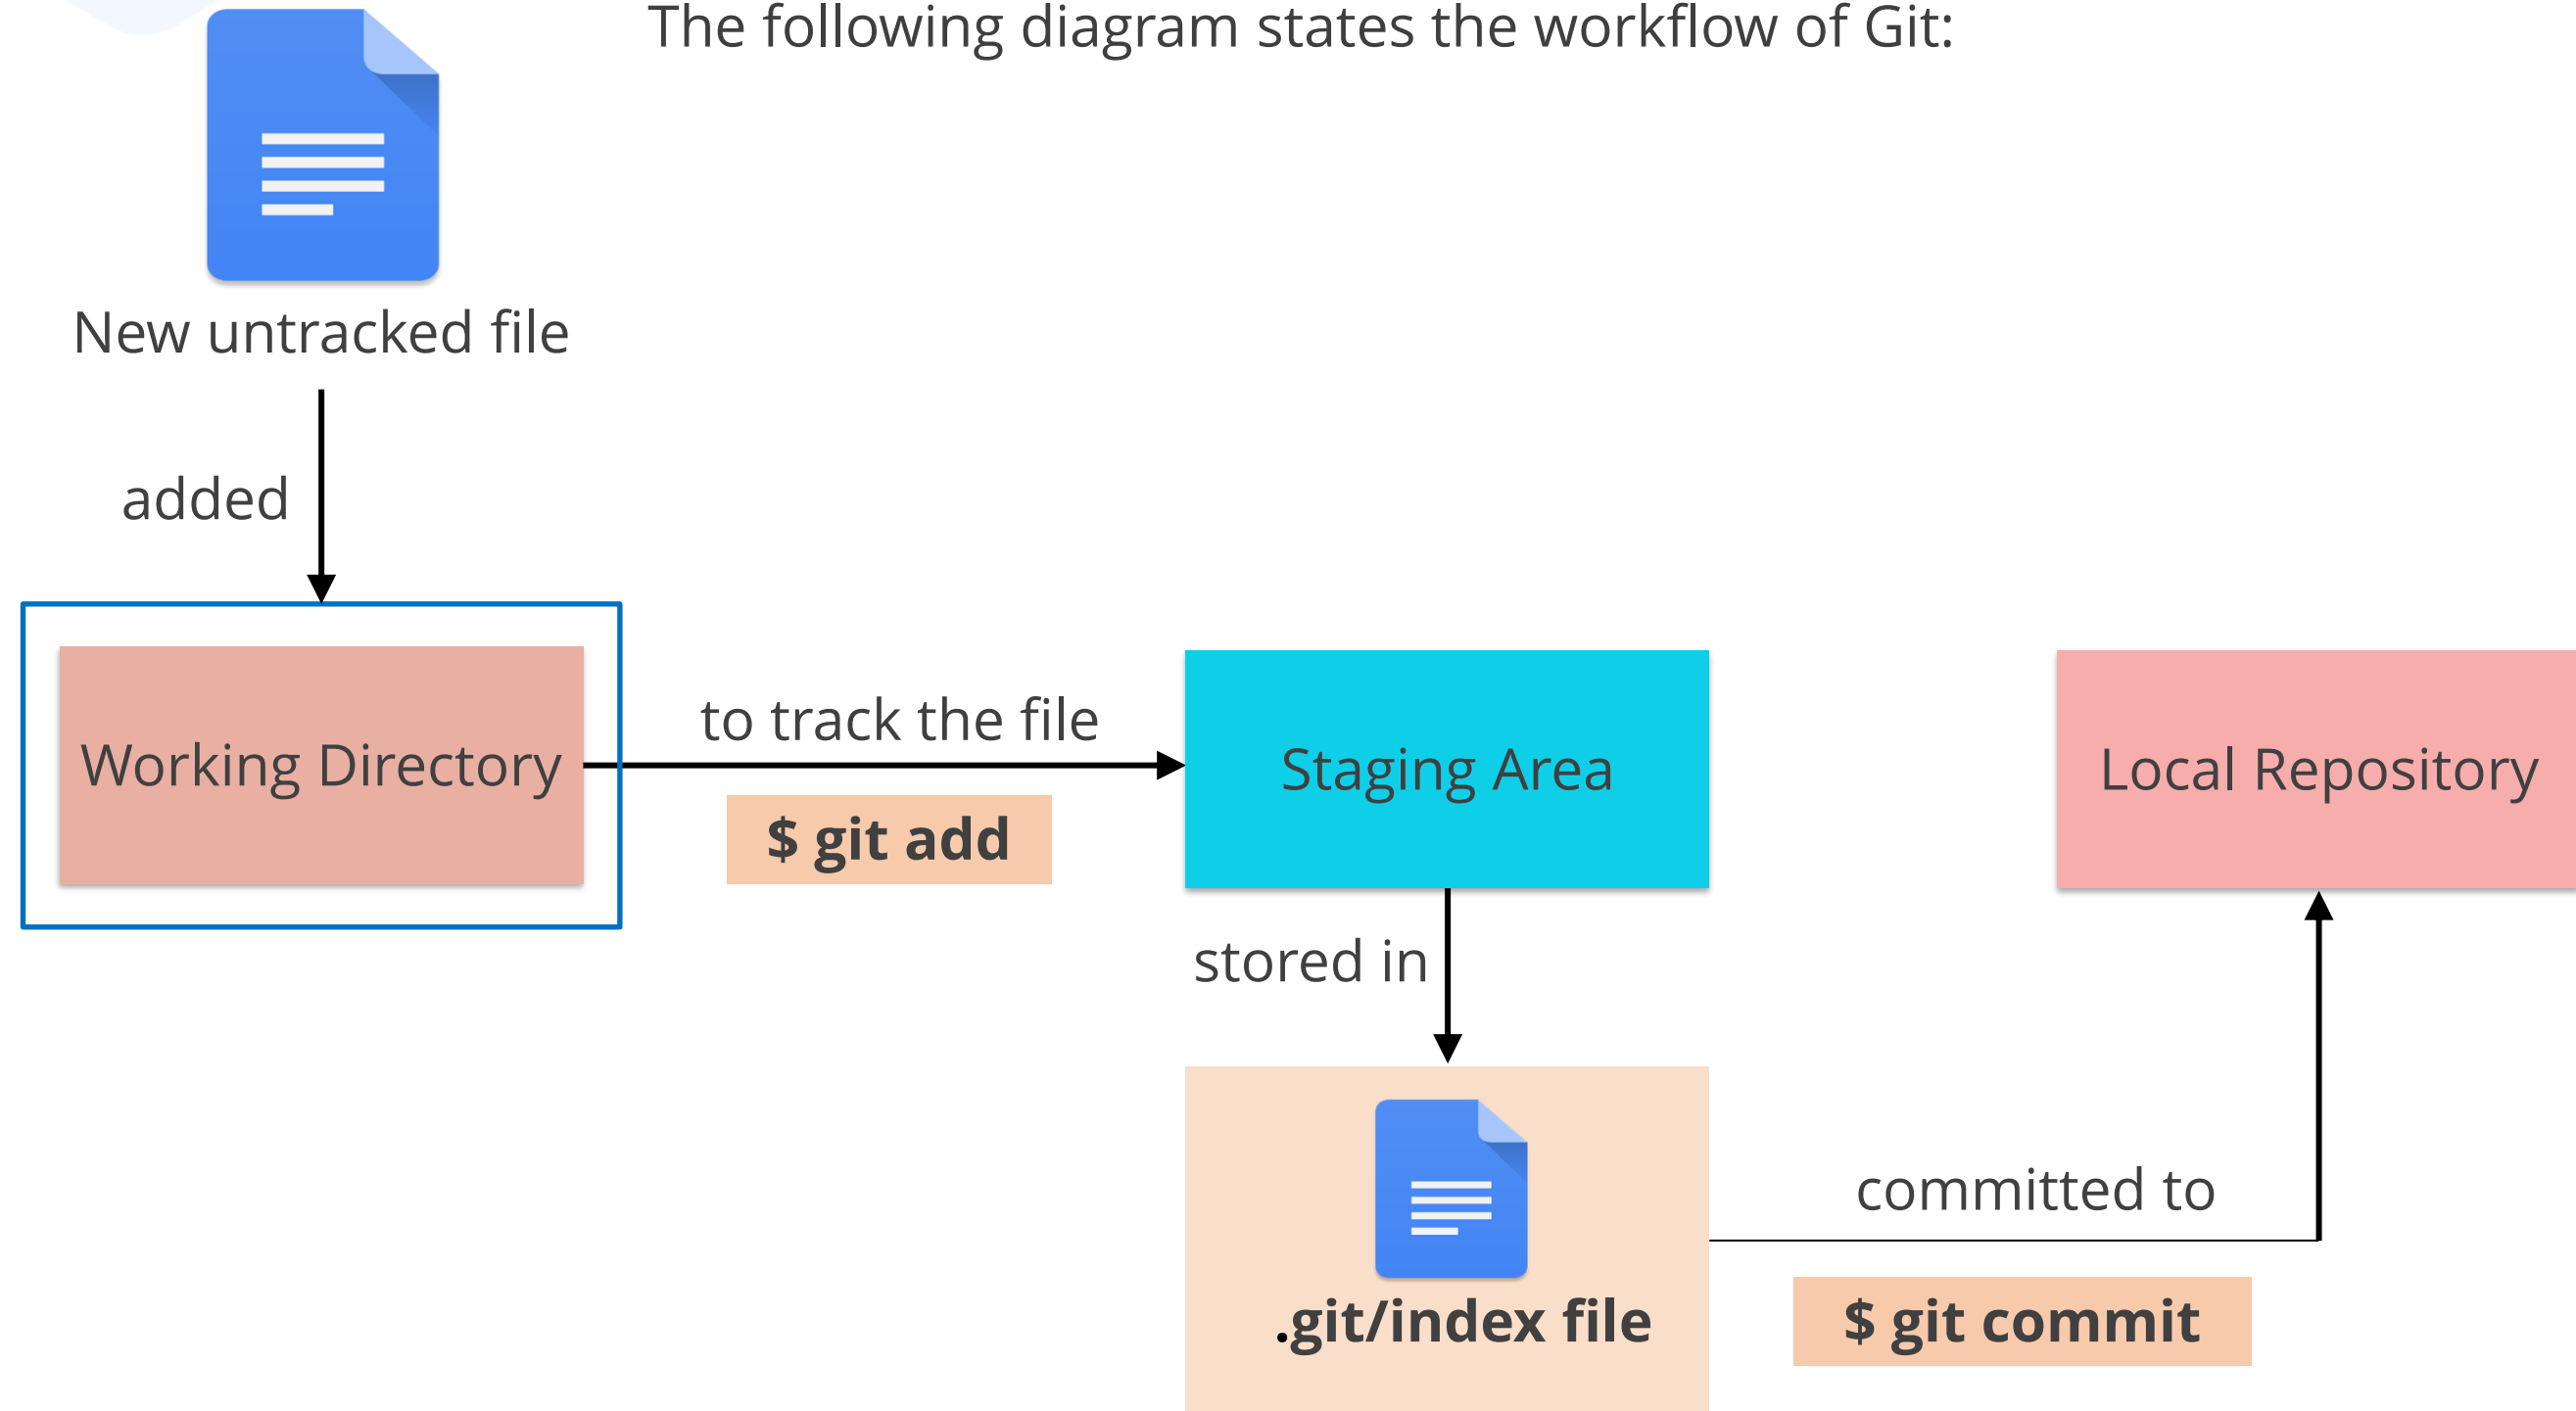 The following diagram states the workflow of Git:
New untracked file
added
Working Directory
to track the file
$ git add
Staging Area
Local Repository
stored in
.git/index file
committed to
$ git commit